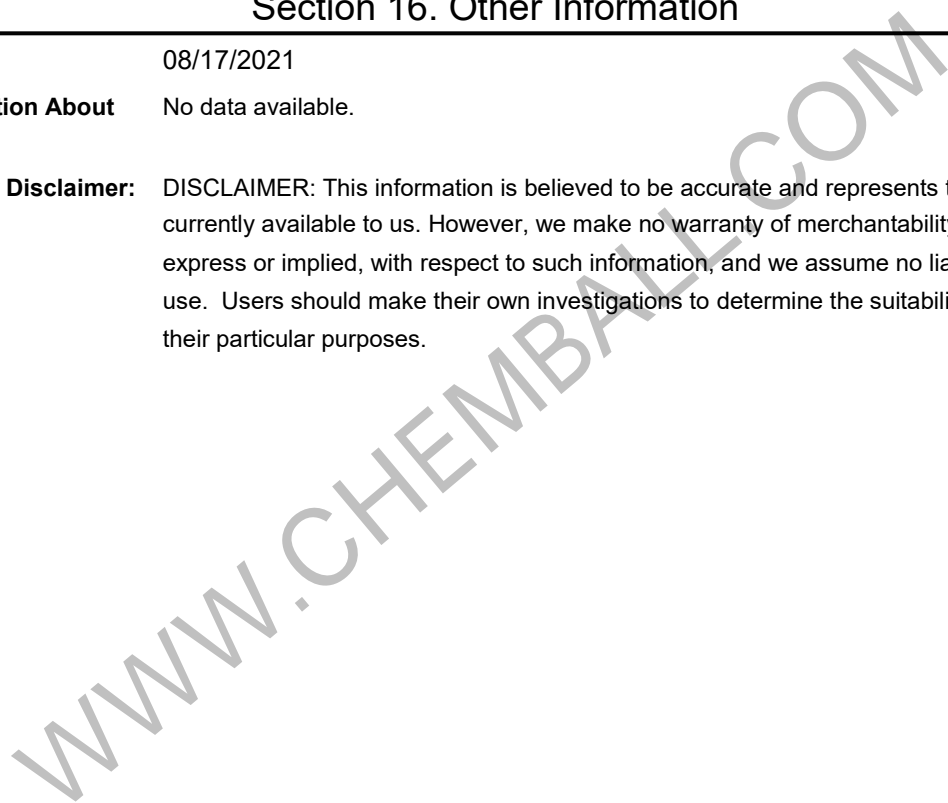 Section 16. Other Information
08/17/2021
tion About No data available.
Disclaimer: DISCLAIMER: This information is believed to be accurate and represents
currently available to us. However, we make no warranty of merchantability
express or implied, with respect to such information, and we assume no
use. Users should make their own investigations to determine the
their particular purposes.
WWW.CHEMBALL.COM